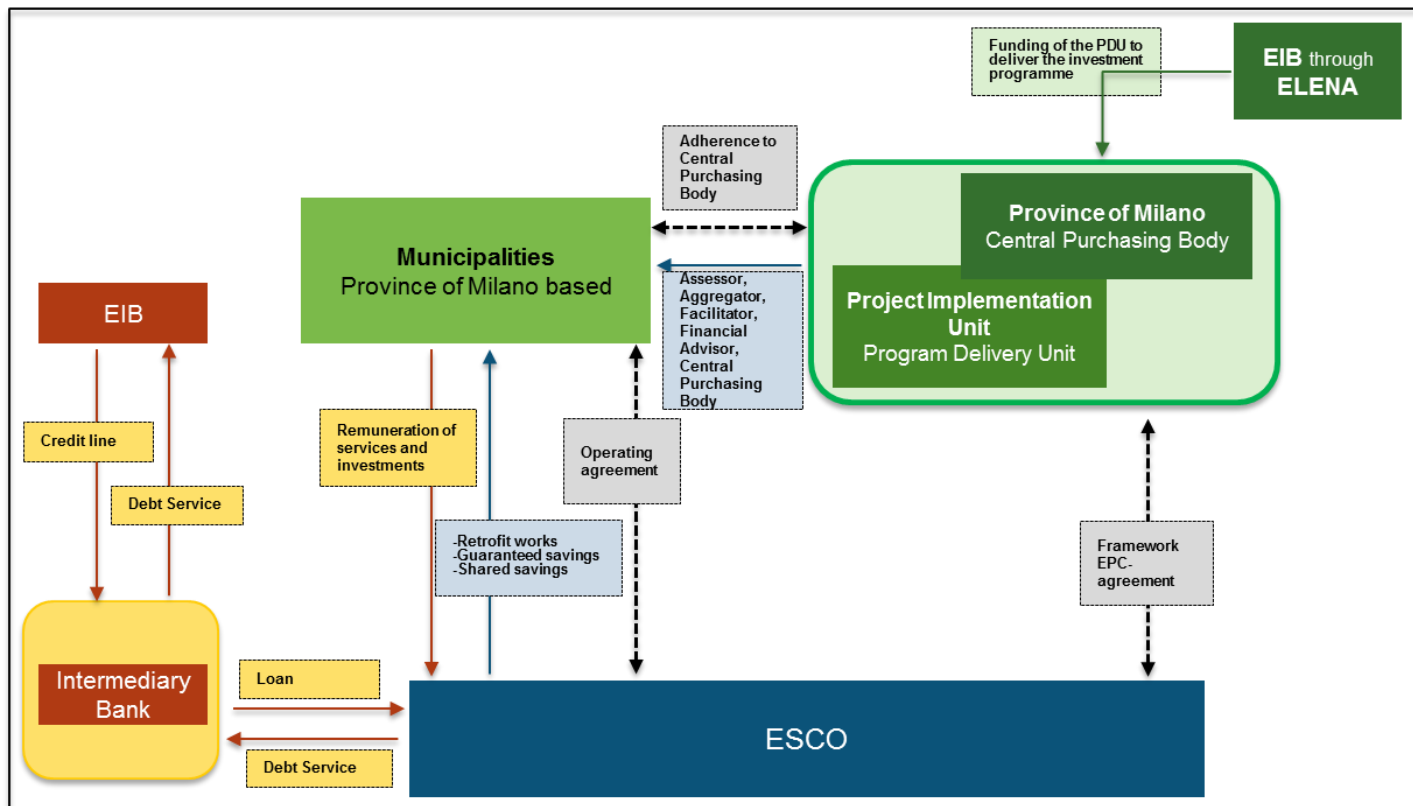 Funding of the PDU to
deliver the investment
programme
EIB through
ELENA
Adherence to
Central
Purchasing
Body
Province of Milano
Central Purchasing Body
Municipalities
Province of Milano based
Assessor,
Aggregator,
Facilitator,
Financial
Advisor,
Central
Purchasing
Body
Project Implementation
Unit
Program Delivery Unit
EIB
Credit line
Debt Service
Remuneration of
services and
investments
Operating
agreement
-Retrofit works
-Guaranteed savings
-Shared savings
Framework
EPC-
agreement
Intermediary
Bank
Loan
Debt Service
ESCO